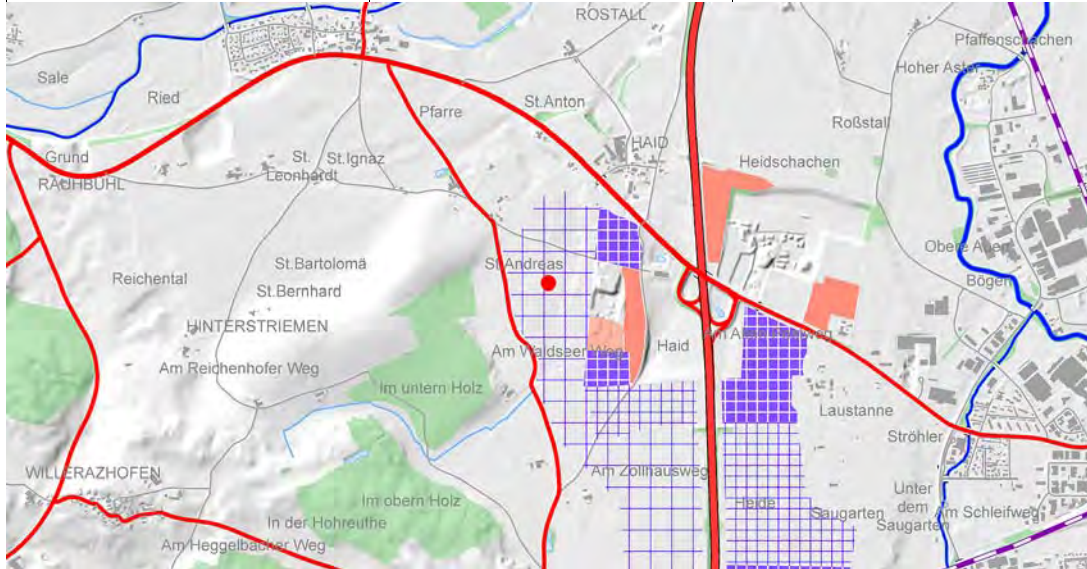 ROSTALL
Pfaffenschachen
Hoher Aster
Sale
Ried
Pfarre
St.Anton
Roßstall
HAID
Grund
St.
Leonhardt
St.Ignaz
Heidschachen
RAUHBÜHL
Obere Auen
St.Andreas
St.Bartolomä
Reichental
Bögen
St.Bernhard
HINTERSTRIEMEN
Haid
Am Waldseer Weg
Am Reichenhofer Weg
Im untern Holz
Laustanne
Ströhler
WILLERAZHOFEN
Am Zollhausweg
Im obern Holz
Heide
Unter
dem
Saugarten
Saugarten
Am Schleifweg
In der Hohreuthe
Am Heggelbacher Weg